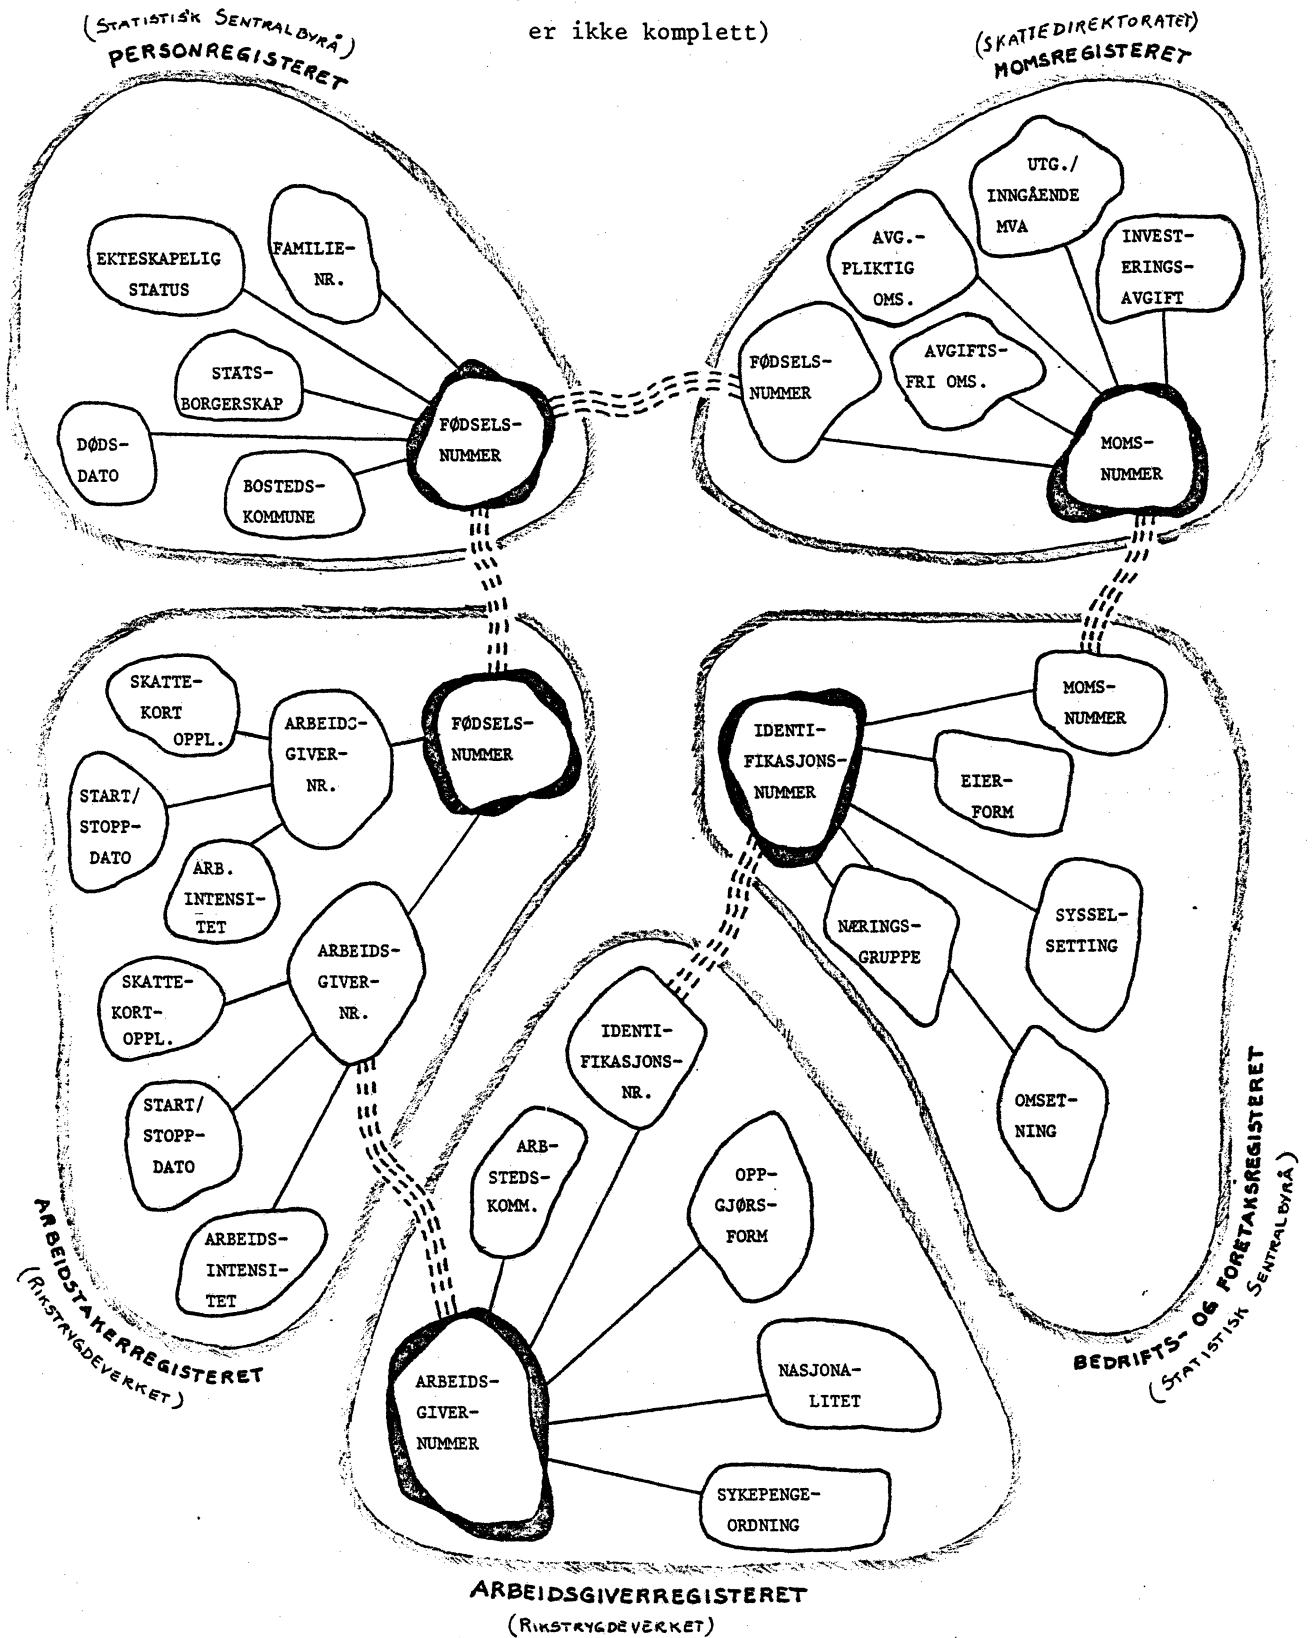 er ikke komplett)
(STATISTISK SENTRALBYRÅ)
PERSONREGISTERET
EKTESKAPELIG
STATUS
FAMILIE-
NR.
STATS-
BORGERSKAP
DØDS-
DATO
BOSTEDS-
KOMMUNE
FØDSELS-
NUMMER
(SKATTEDIREKTORATET)
MOMSREGISTERET
UTG./
INNGÅENDE
MVA
AVG.-
PLIKTIG
OMS.
INVEST-
ERINGS-
AVGIFT
FØDSELS-
NUMMER
AVGIFTS-
FRI OMS.
MOMS-
NUMMER
SKATTE-
KORT
OPPL.
ARBEIDS-
GIVER-
NR.
FØDSELS-
NUMMER
START/
STOPP-
DATO
ARB.
INTENSI-
TET
ARBEIDS-
GIVER-
NR.
SKATTE-
KORT-
OPPL.
START/
STOPP-
DATO
ARBEIDS-
INTENSI-
TET
ARBEIDSTAKERREGISTERET
(RIKSTRYGDEVERKET)
IDENTI-
FIKASJONS-
NUMMER
MOMS-
NUMMER
EIER-
FORM
SYSSEL-
SETTING
NÆRINGS-
GRUPPE
OMSET-
NING
BEDRIFTS- OG FORETAKSREGISTERET
(STATISTISK SENTRALBYRÅ)
IDENTI-
FIKASJONS-
NR.
ARB-
STEDS-
KOMM.
OPP-
GJØRS-
FORM
ARBEIDS-
GIVER-
NUMMER
NASJONA-
LITET
SYKEPENGE-
ORDNING
ARBEIDSGIVERREGISTERET
(RIKSTRYGDEVERKET)